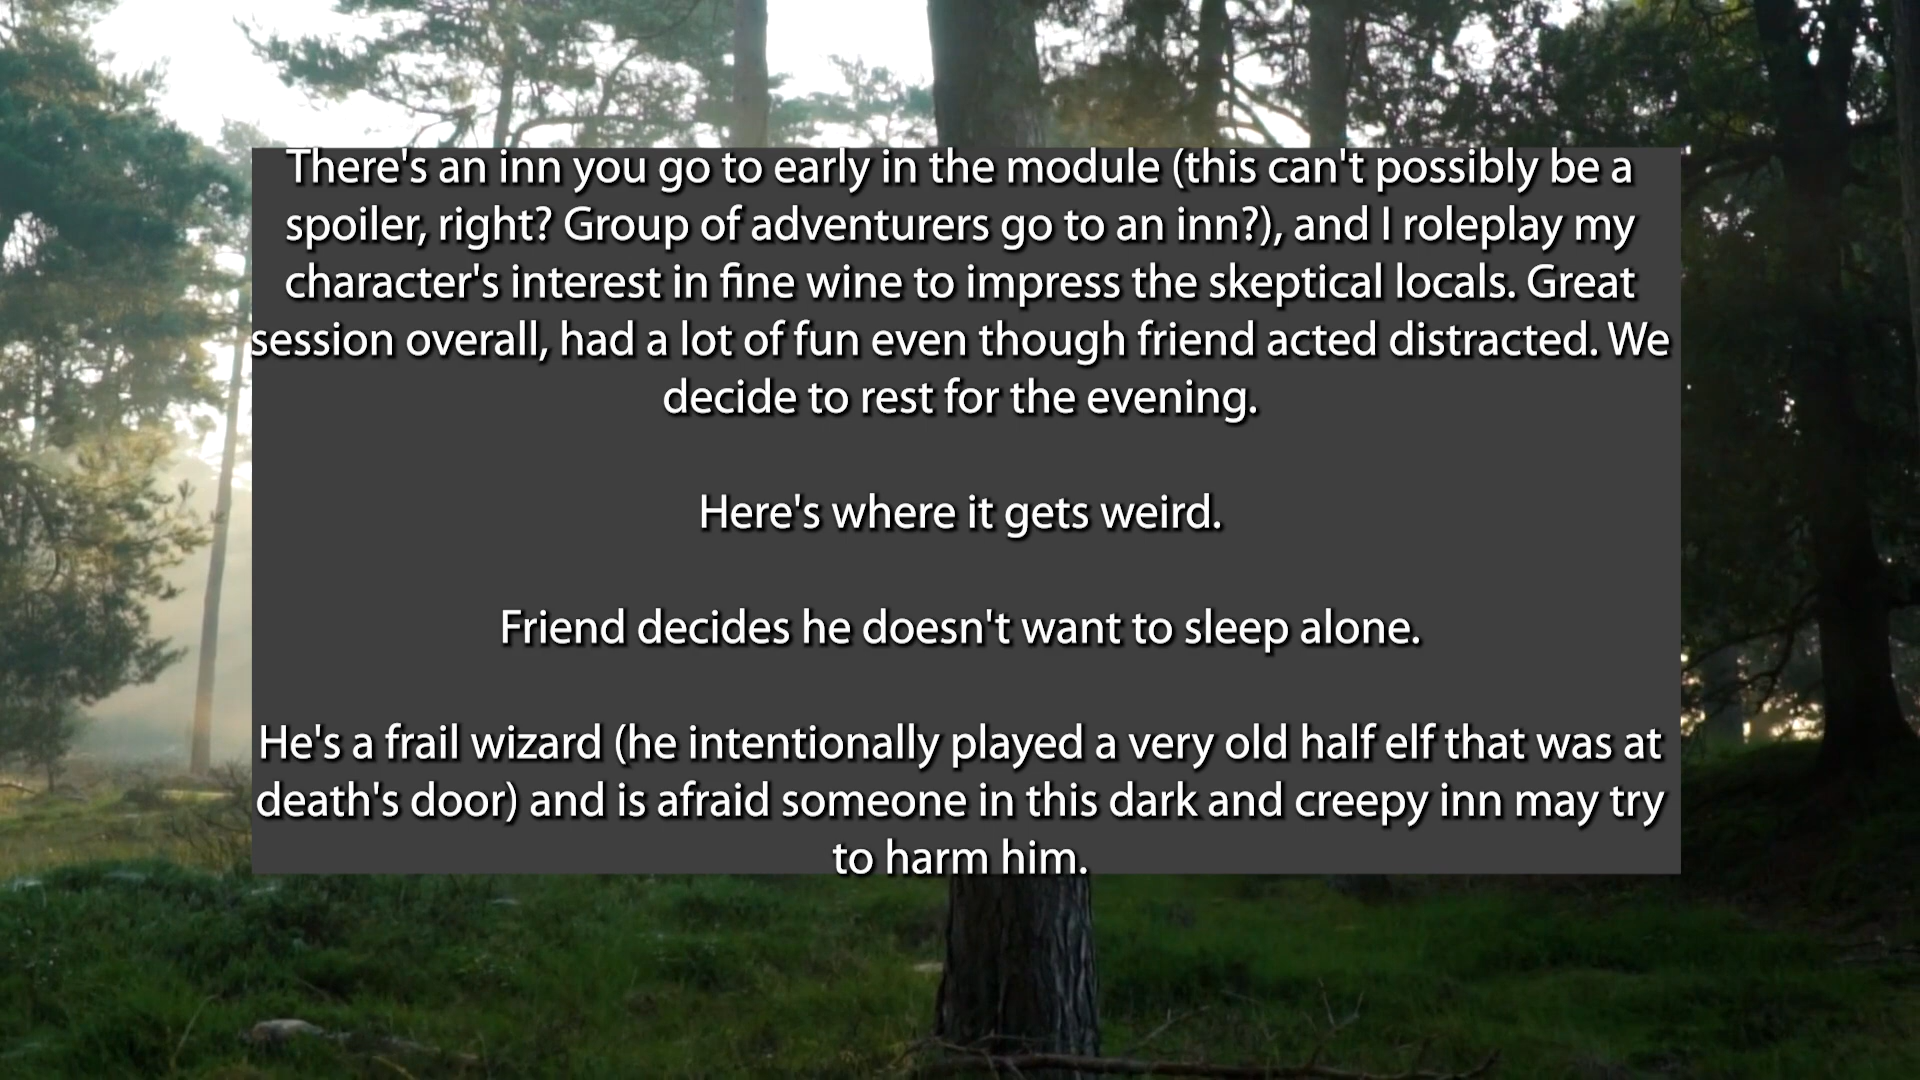 There's an inn you go to early in the module (this can't possibly be a
spoiler, right? Group of adventurers go to an inn?), and I roleplay my
character's interest in fine wine to impress the skeptical locals. Great
session overall, had a lot of fun even though friend acted distracted. We
decide to rest for the evening.
Here's where it gets weird.
Friend decides he doesn't want to sleep alone.
He's a frail wizard (he intentionally played a very old half elf that was at
death's door) and is afraid someone in this dark and creepy inn may try
to harm him.